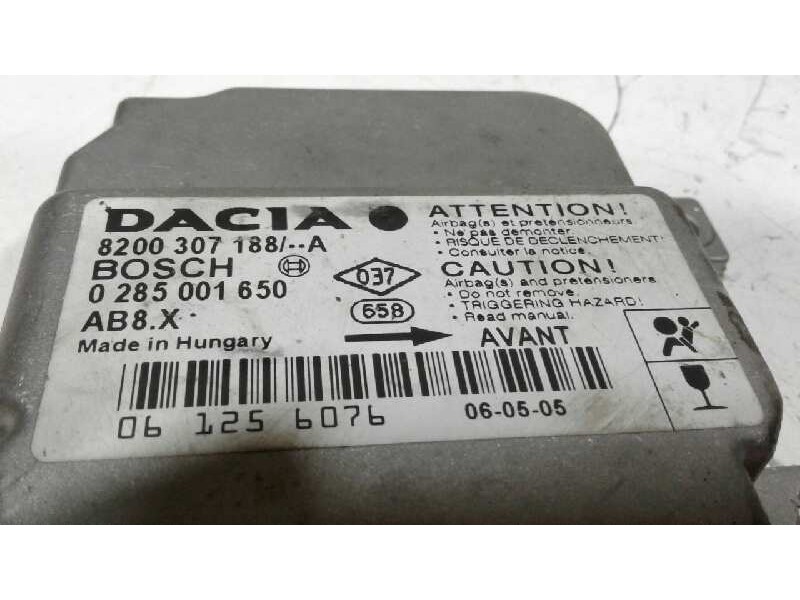 DACIA
8200 307 188/--A
BOSCH
0 285 001 650
AB8.X
Made in Hungary
037
658
AVANT
ATTENTION!
Airbag(s) et pretensionneurs
• Ne pas demonter.
• RISQUE DE DECLENCHEMENT!
• Consulter la notice.
CAUTION!
Airbag(s) and pretensioners
• Do not remove.
• TRIGGERING HAZARD!
• Read manual.
06 125 6076
06-05-05